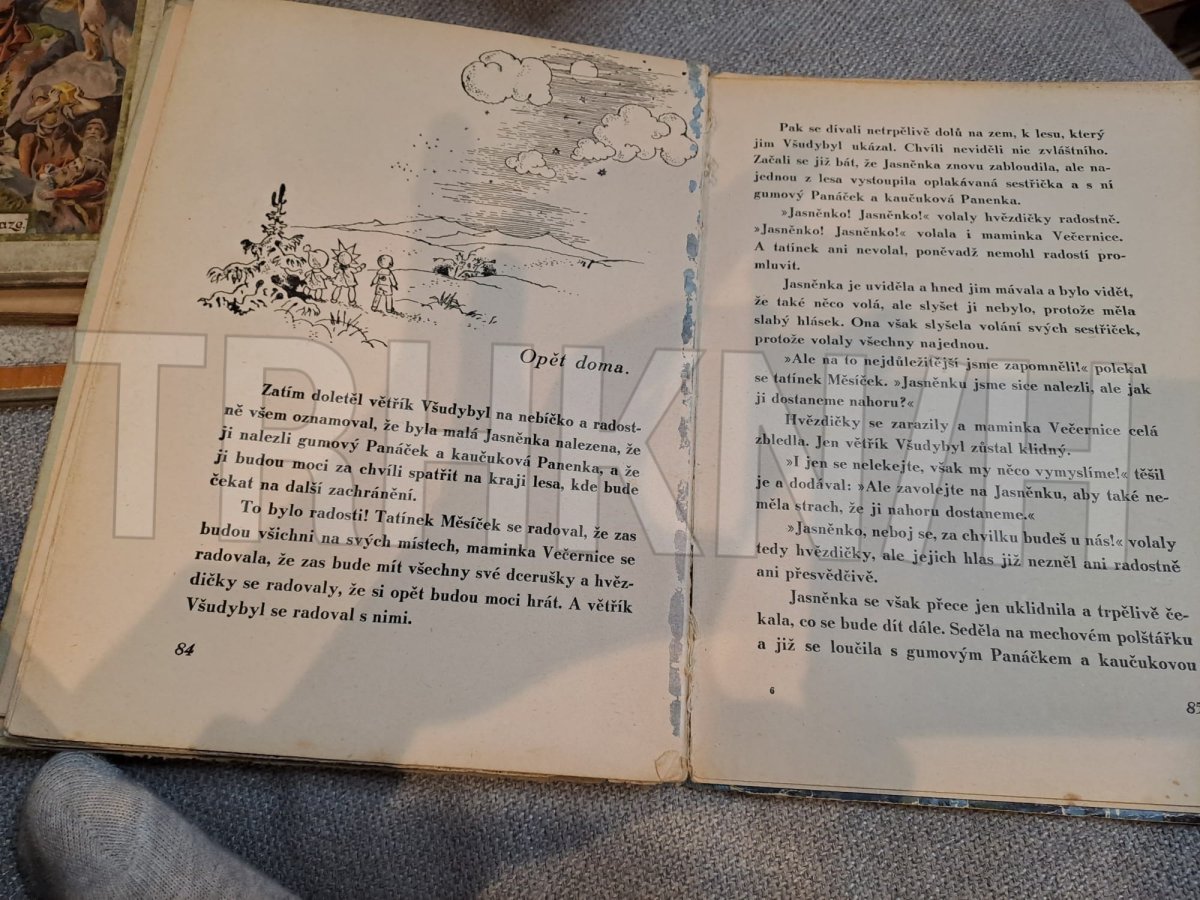 azo.
Opět doma.
Zatím doletěl větřík Všudybyl na nebíčko a radost-
ně všem oznamoval, že byla malá Jasněnka nalezena, že
ji nalezli gumový Panáček a kaučuková Panenka, a že
ji budou moci za chvíli spatřit na kraji lesa, kde bude
čekat na další zachránění.
To bylo radosti! Tatínek Měsíček se radoval, že zas
budou všichni na svých místech, maminka Večernice se
radovala, že zas bude mít všechny své dcerušky a hvěz-
dičky se radovaly, že si opět budou moci hrát. A větřík
Všudybyl se radoval s nimi.
84
Pak se dívali netrpělivě dolů na zem, k lesu, který
jim Všudybyl ukázal. Chvíli neviděli nic zvláštního.
Začali se již bát, že Jasněnka znovu zabloudila, ale na-
jednou z lesa vystoupila oplakávaná sestřička a s ní
gumový Panáček a kaučuková Panenka.
»Jasněnko! Jasněnko!« volaly hvězdičky radostně.
»Jasněnko! Jasněnko!« volala i maminka Večernice.
A tatínek ani nevolal, poněvadž nemohl radostí pro-
mluvit.
Jasněnka je uviděla a hned jim mávala a bylo vidět,
že také něco volá, ale slyšet ji nebylo, protože měla
slabý hlásek. Ona však slyšela volání svých sestřiček,
protože volaly všechny najednou.
»Ale na to nejdůležitější jsme zapomněli!« polekal
se tatínek Měsíček. »Jasněnku jsme sice nalezli, ale jak
ji dostaneme nahoru?«
Hvězdičky se zarazily a maminka Večernice celá
zbledla. Jen větřík Všudybyl zůstal klidný.
»I jen se nelekejte, však my něco vymyslíme!« těšil
je a dodával: »Ale zavolejte na Jasněnku, aby také ne-
měla strach, že ji nahoru dostaneme.«
»Jasněnko, neboj se, za chvilku budeš u nás!« volaly
tedy hvězdičky, ale jejich hlas již nezněl ani radostně
ani přesvědčivě.
Jasněnka se však přece jen uklidnila a trpělivě če-
kala, co se bude dít dále. Seděla na mechovém polštářku
a již se loučila s gumovým Panáčkem a kaučukovou
6
85
TRHKNIH